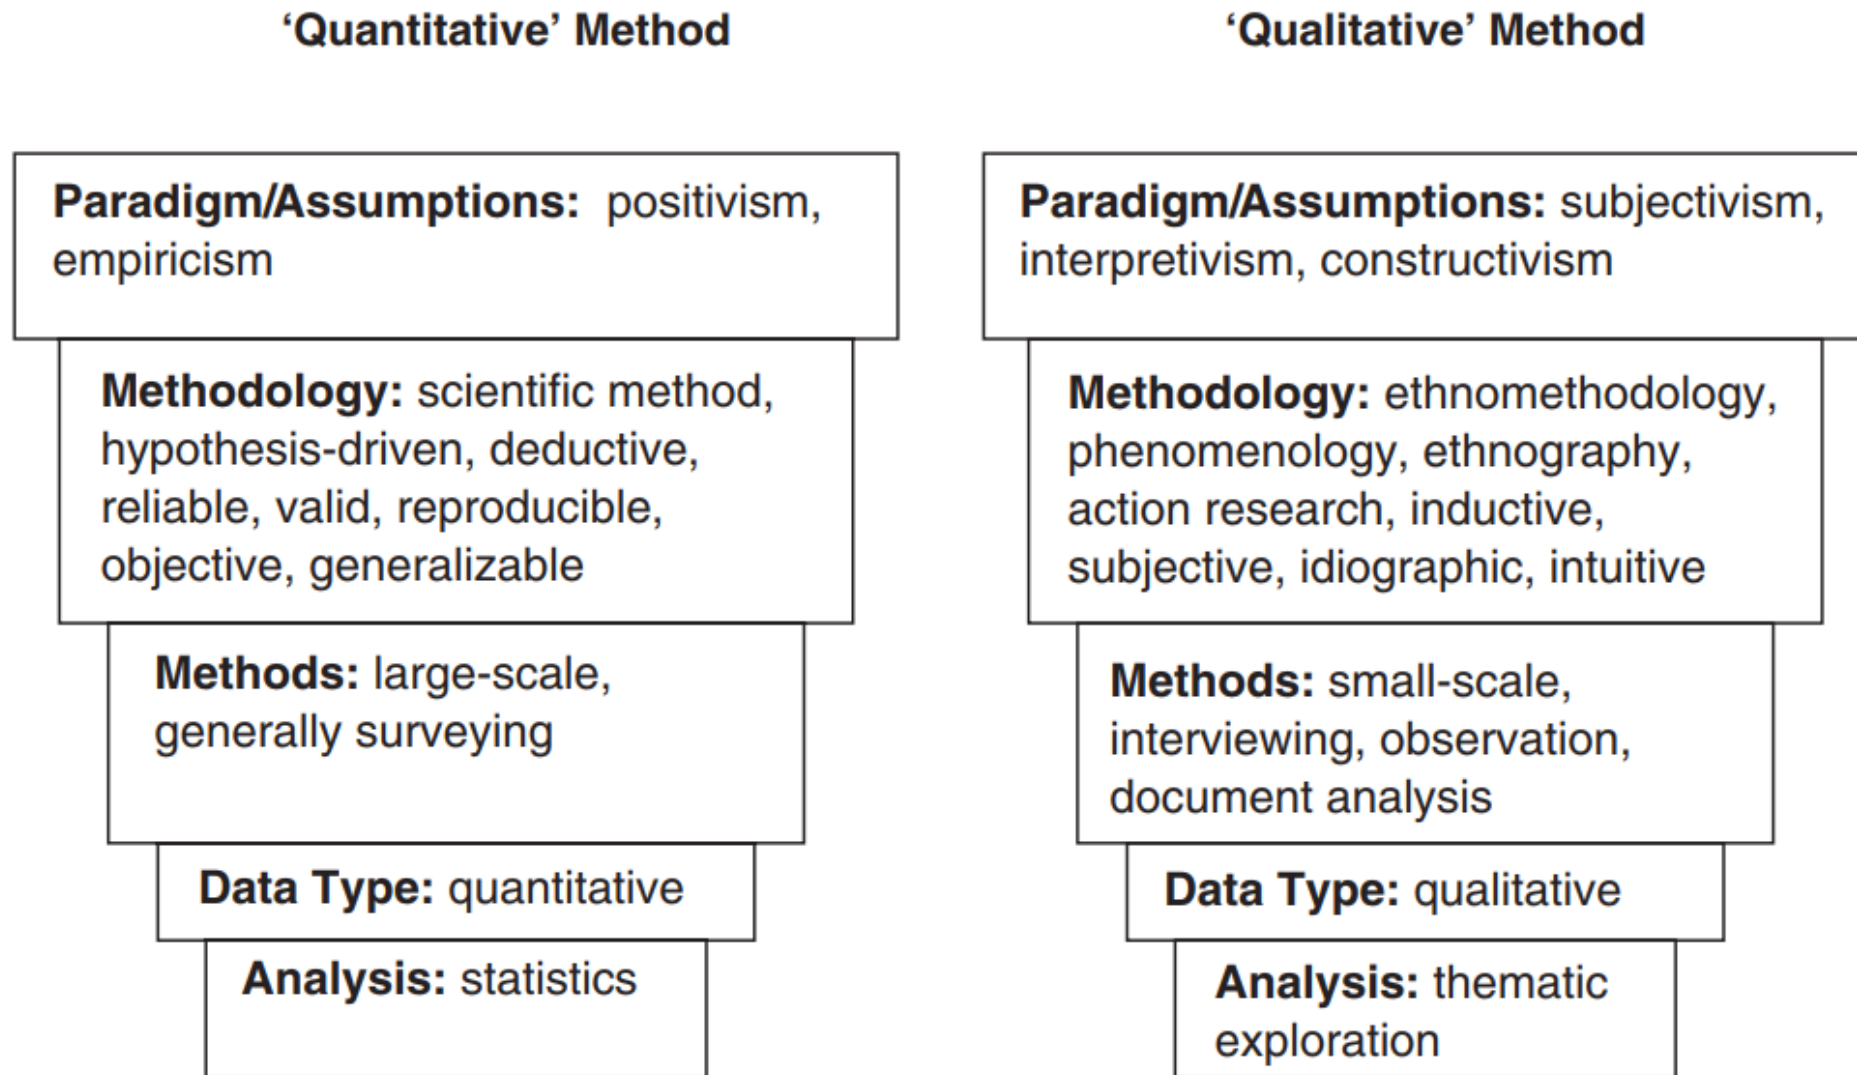 ‘Quantitative’ Method
Paradigm/Assumptions: positivism,
empiricism
Methodology: scientific method,
hypothesis-driven, deductive,
reliable, valid, reproducible,
objective, generalizable
Methods: large-scale,
generally surveying
Data Type: quantitative
Analysis: statistics
‘Qualitative’ Method
Paradigm/Assumptions: subjectivism,
interpretivism, constructivism
Methodology: ethnomethodology,
phenomenology, ethnography,
action research, inductive,
subjective, idiographic, intuitive
Methods: small-scale,
interviewing, observation,
document analysis
Data Type: qualitative
Analysis: thematic
exploration